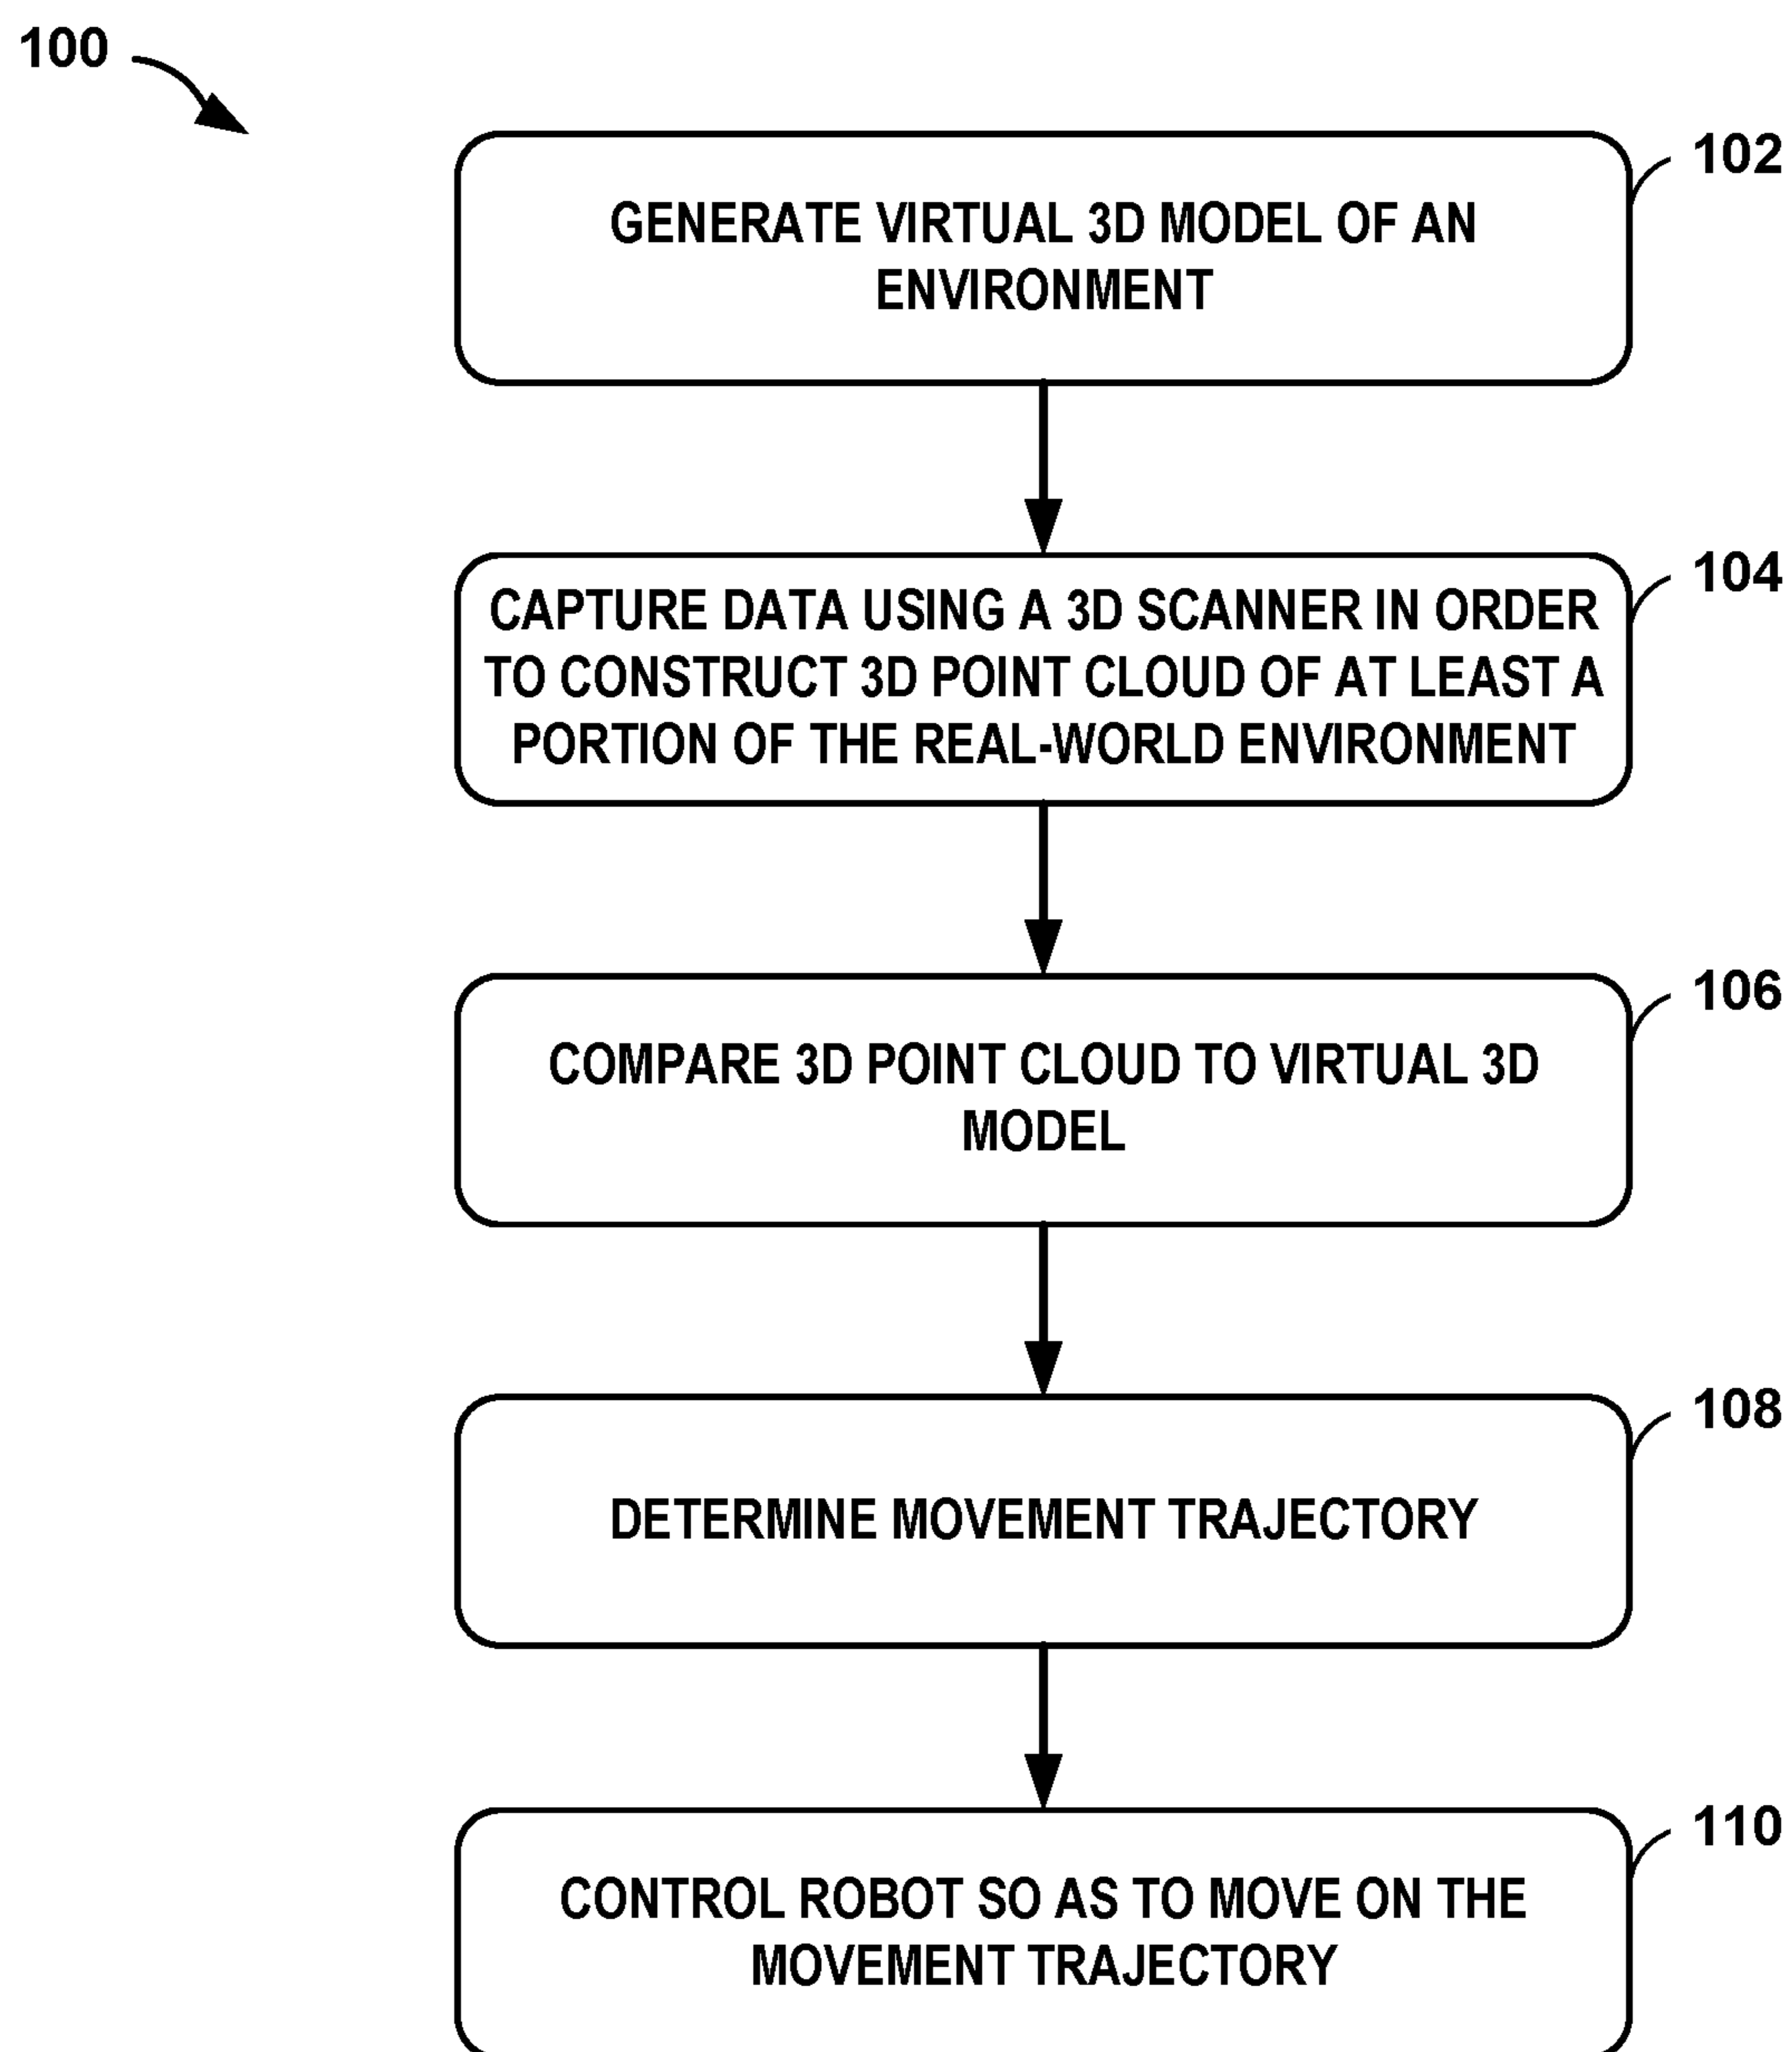 100
102
GENERATE VIRTUAL 3D MODEL OF AN
ENVIRONMENT
104
CAPTURE DATA USING A 3D SCANNER IN ORDER
TO CONSTRUCT 3D POINT CLOUD OF AT LEAST A
PORTION OF THE REAL-WORLD ENVIRONMENT
106
COMPARE 3D POINT CLOUD TO VIRTUAL 3D
MODEL
108
DETERMINE MOVEMENT TRAJECTORY
110
CONTROL ROBOT SO AS TO MOVE ON THE
MOVEMENT TRAJECTORY